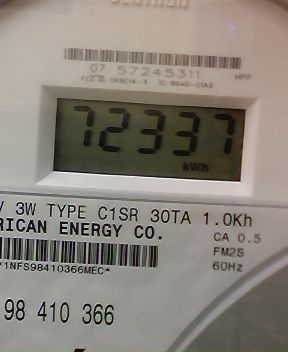 07 57245311 HPP
72337
kWh
V 3W TYPE C1SR 30TA 1.0Kh
RICAN ENERGY CO. CA 0.5
FM2S
*1NFS98410366MEC* 60Hz
98 410 366